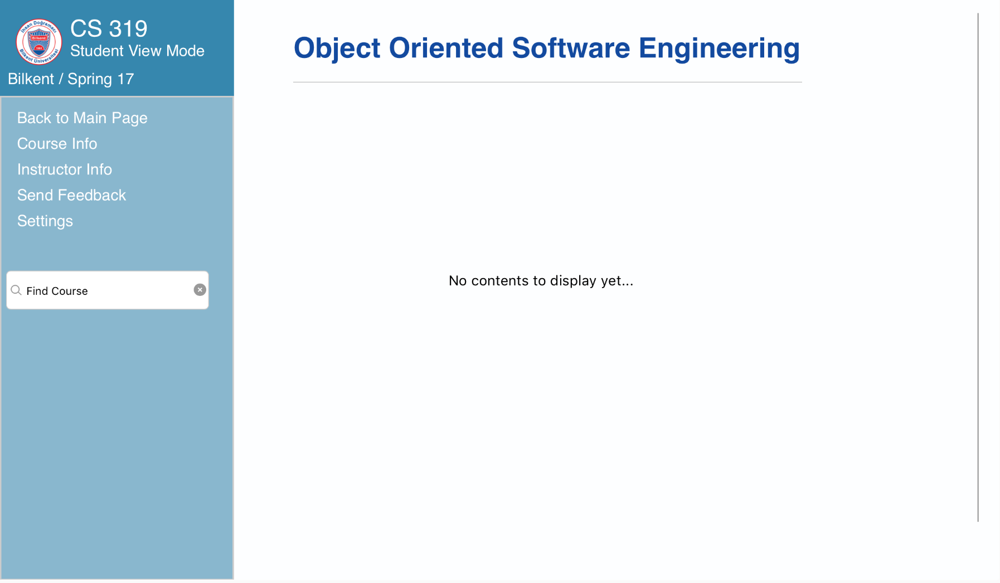 İhsan Doğramacı
Bilkent
1984
Bilkent Üniversitesi
CS 319
Student View Mode
Bilkent / Spring 17
Back to Main Page
Course Info
Instructor Info
Send Feedback
Settings
Find Course
Object Oriented Software Engineering
No contents to display yet...